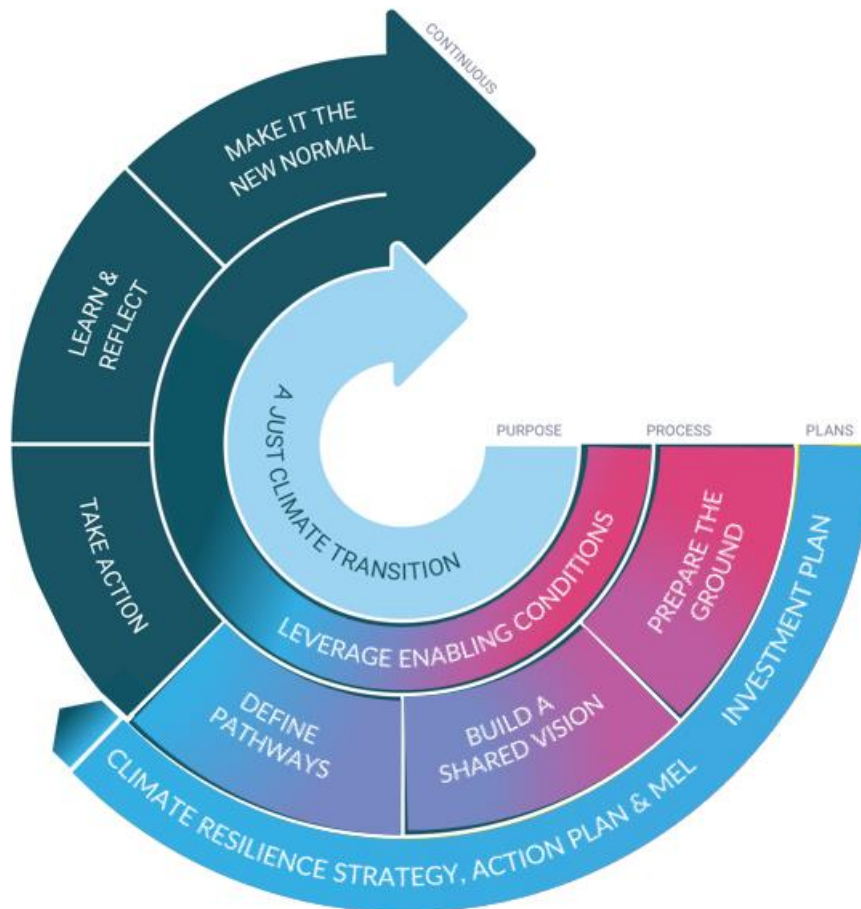 CONTINUOUS
MAKE IT THE
NEW NORMAL
LEARN &
REFLECT
TAKE ACTION
A JUST CLIMATE TRANSITION
PURPOSE
PROCESS
PLANS
LEVERAGE ENABLING CONDITIONS
PREPARE THE
GROUND
BUILD A
SHARED VISION
DEFINE
PATHWAYS
CLIMATE RESILIENCE STRATEGY, ACTION PLAN & MEL
INVESTMENT PLAN